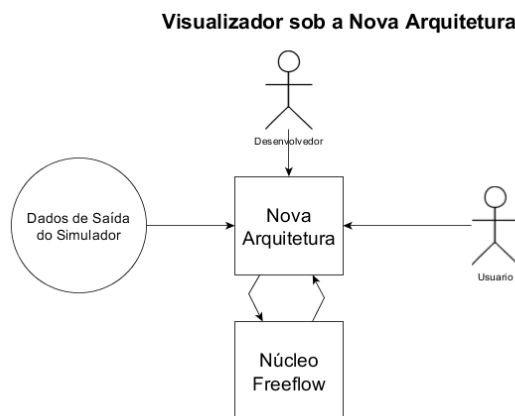 Visualizador sob a Nova Arquitetura
Desenvolvedor
Dados de Saída
do Simulador
Nova
Arquitetura
Usuario
Núcleo
Freeflow